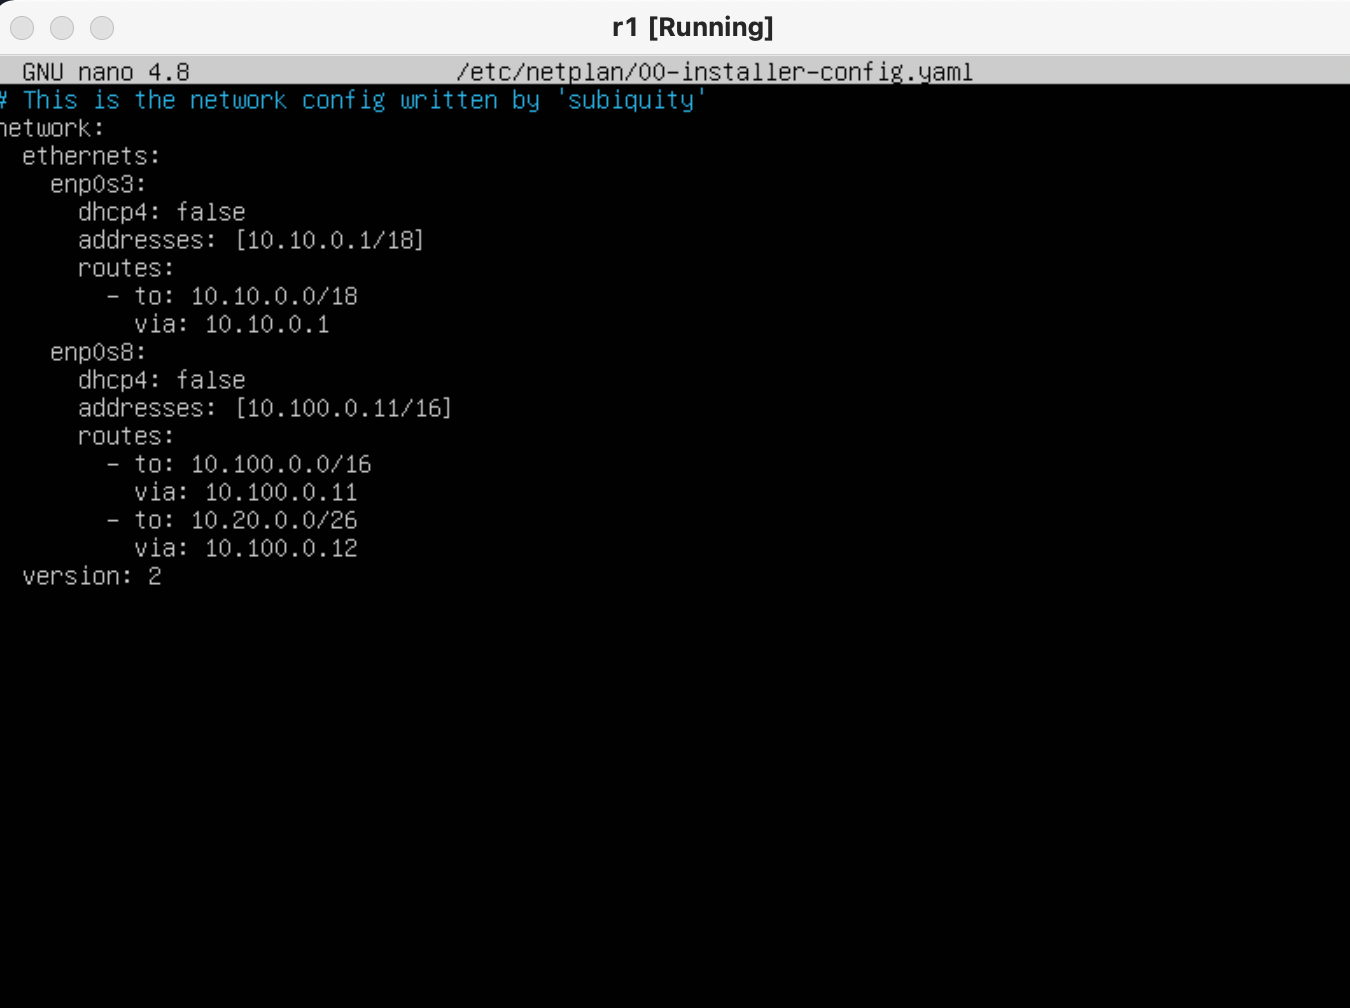 r1 [Running]
GNU nano 4.8 /etc/netplan/00-installer-config.yaml
# This is the network config written by 'subiquity'
network:
  ethernets:
    enp0s3:
      dhcp4: false
      addresses: [10.10.0.1/18]
      routes:
        - to: 10.10.0.0/18
          via: 10.10.0.1
    enp0s8:
      dhcp4: false
      addresses: [10.100.0.11/16]
      routes:
        - to: 10.100.0.0/16
          via: 10.100.0.11
        - to: 10.20.0.0/26
          via: 10.100.0.12
  version: 2